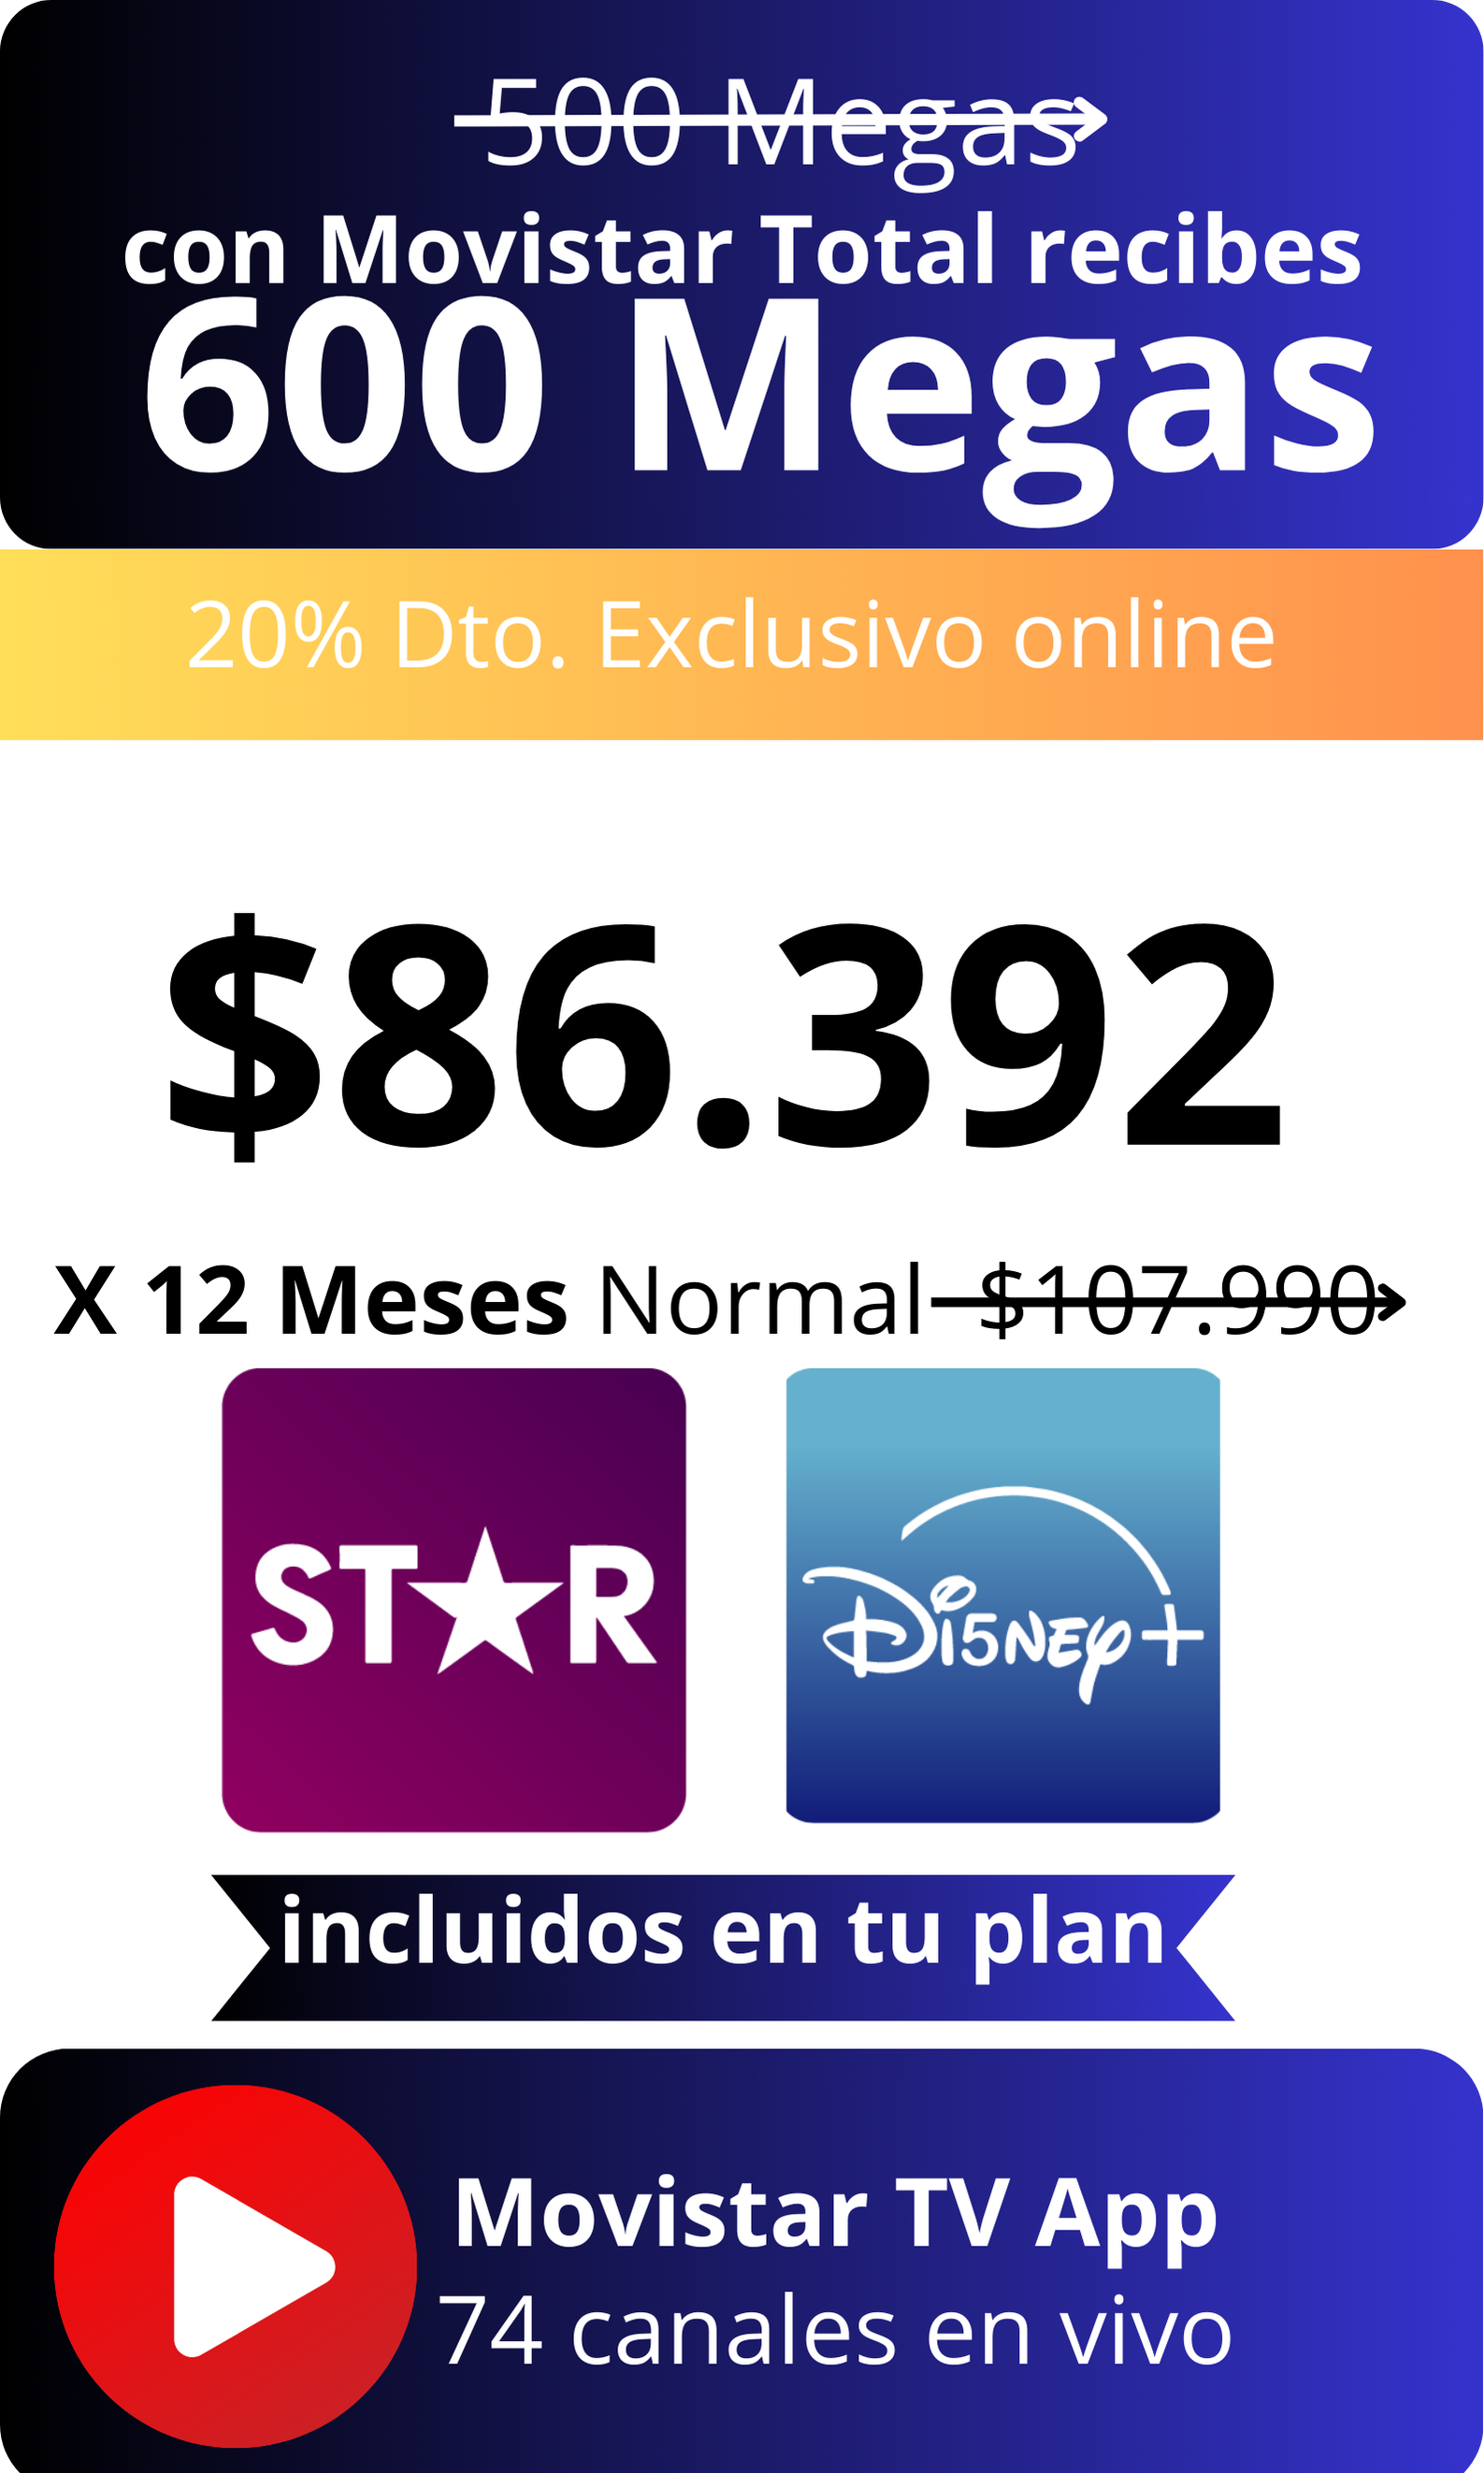 500 Megas
con Movistar Total recibes
600 Megas
20% Dto. Exclusivo online
$86.392
X 12 Meses Normal $107.990
STAR
Disney+
incluidos en tu plan
Movistar TV App
74 canales en vivo